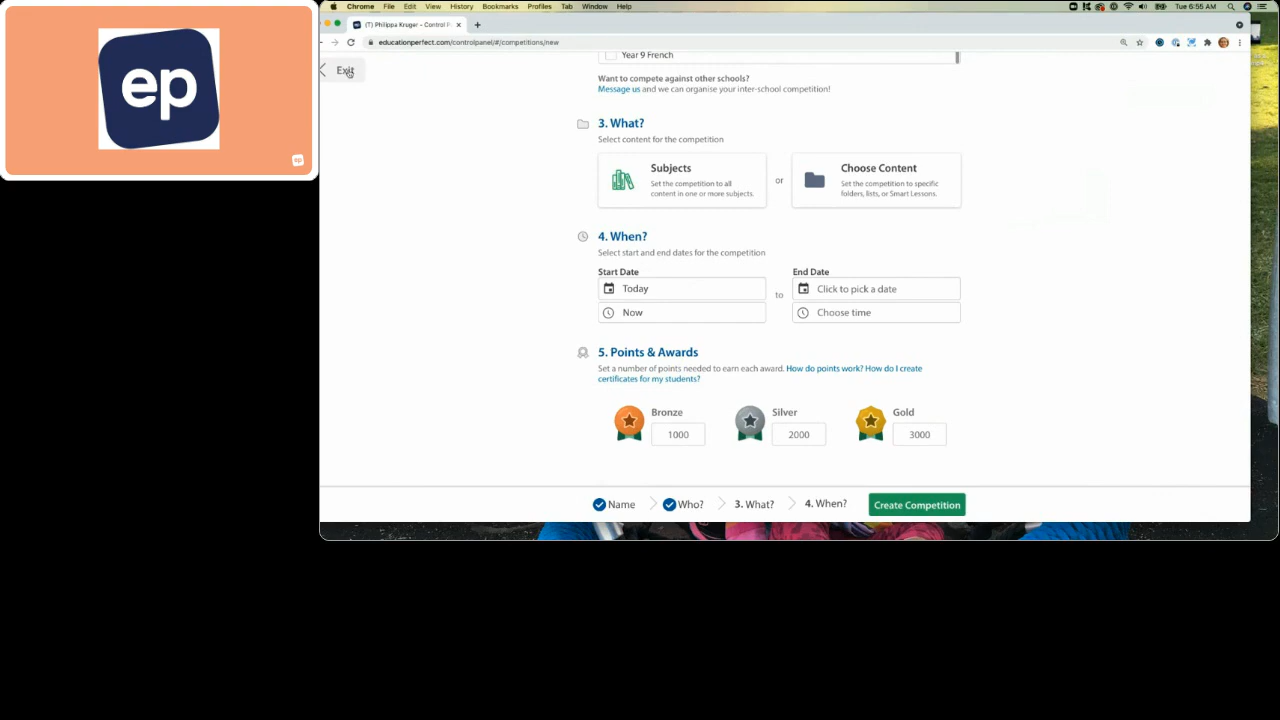 ep
ep
Chrome File Edit View History Bookmarks Profiles Tab Window Help
Tue 6:55 AM
(T) Philippa Kruger - Control P
educationperfect.com/controlpanel/#/competitions/new
Exit
Year 9 French
Want to compete against other schools?
Message us and we can organise your inter-school competition!
3. What?
Select content for the competition
Subjects
Set the competition to all
content in one or more subjects.
or
Choose Content
Set the competition to specific
folders, lists, or Smart Lessons.
4. When?
Select start and end dates for the competition
Start Date
End Date
Today
to
Click to pick a date
Now
Choose time
5. Points & Awards
Set a number of points needed to earn each award. How do points work? How do I create
certificates for my students?
Bronze
Silver
Gold
1000
2000
3000
Name
Who?
3. What?
4. When?
Create Competition